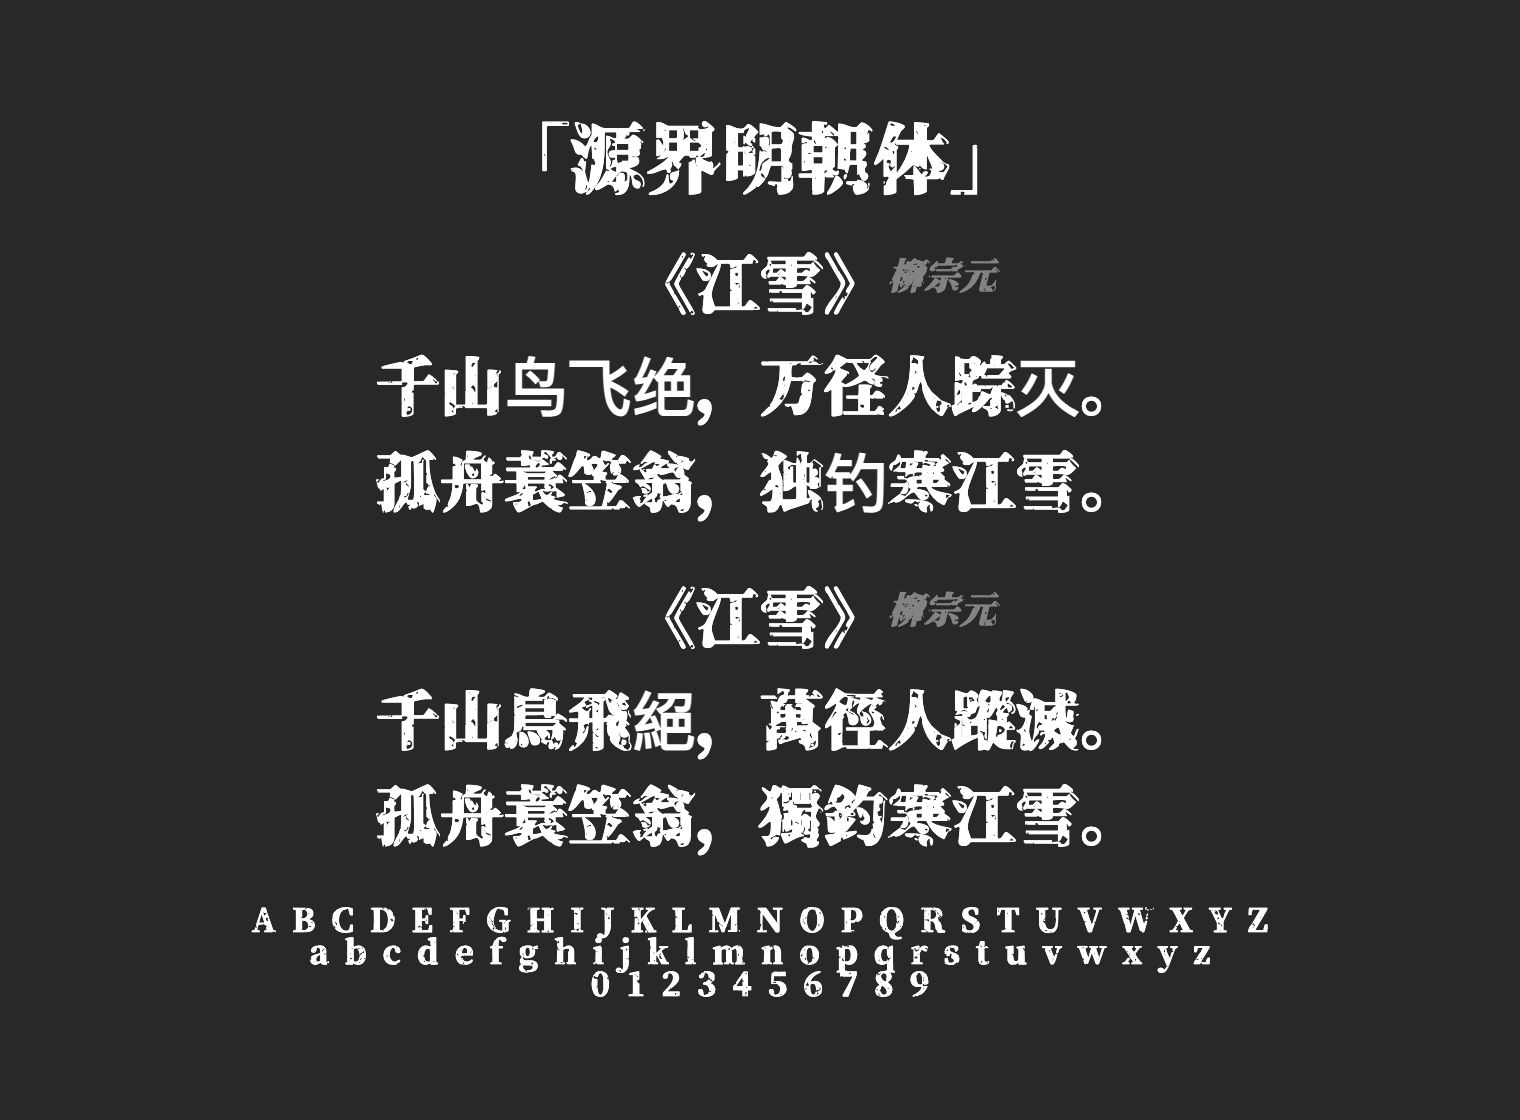 「源界明朝体」
《江雪》 柳宗元
千山鸟飞绝，万径人踪灭。
孤舟蓑笠翁，独钓寒江雪。
《江雪》 柳宗元
千山鳥飛絕，萬徑人蹤滅。
孤舟蓑笠翁，獨釣寒江雪。
A B C D E F G H I J K L M N O P Q R S T U V W X Y Z
a b c d e f g h i j k l m n o p q r s t u v w x y z
0 1 2 3 4 5 6 7 8 9